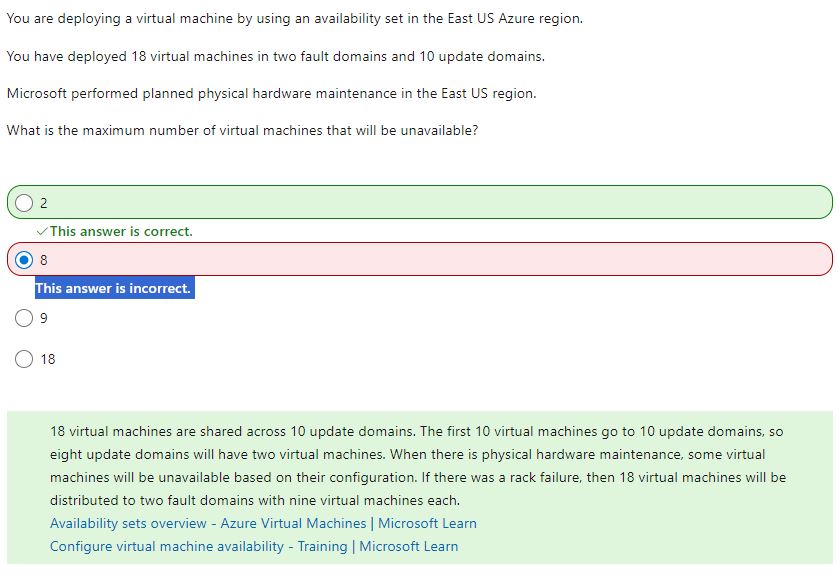 You are deploying a virtual machine by using an availability set in the East US Azure region.
You have deployed 18 virtual machines in two fault domains and 10 update domains.
Microsoft performed planned physical hardware maintenance in the East US region.
What is the maximum number of virtual machines that will be unavailable?
2
✓This answer is correct.
8
This answer is incorrect.
9
18
18 virtual machines are shared across 10 update domains. The first 10 virtual machines go to 10 update domains, so
eight update domains will have two virtual machines. When there is physical hardware maintenance, some virtual
machines will be unavailable based on their configuration. If there was a rack failure, then 18 virtual machines will be
distributed to two fault domains with nine virtual machines each.
Availability sets overview - Azure Virtual Machines | Microsoft Learn
Configure virtual machine availability - Training | Microsoft Learn